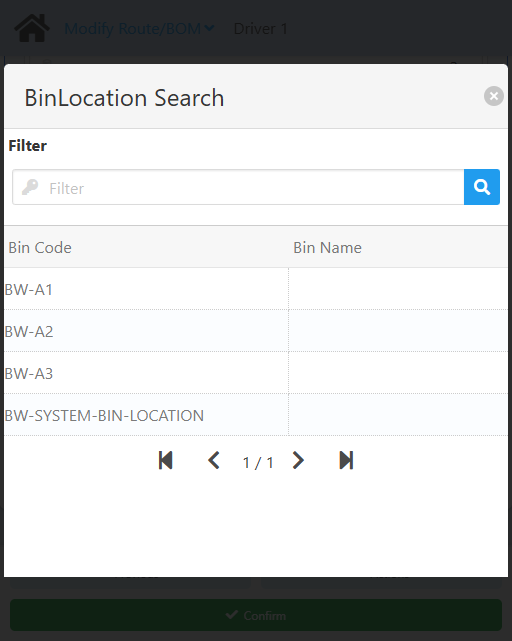 Modify Route/BOM Driver 1
BinLocation Search
Filter
Filter
Bin Code Bin Name
BW-A1
BW-A2
BW-A3
BW-SYSTEM-BIN-LOCATION
1 / 1
Confirm